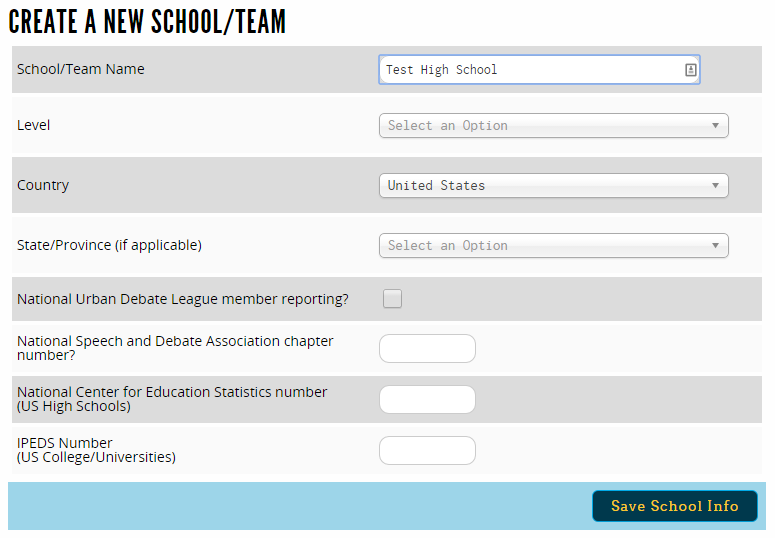 CREATE A NEW SCHOOL/TEAM
School/Team Name
Test High School
Level
Select an Option
Country
United States
State/Province (if applicable)
Select an Option
National Urban Debate League member reporting?
National Speech and Debate Association chapter
number?
National Center for Education Statistics number
(US High Schools)
IPEDS Number
(US College/Universities)
Save School Info